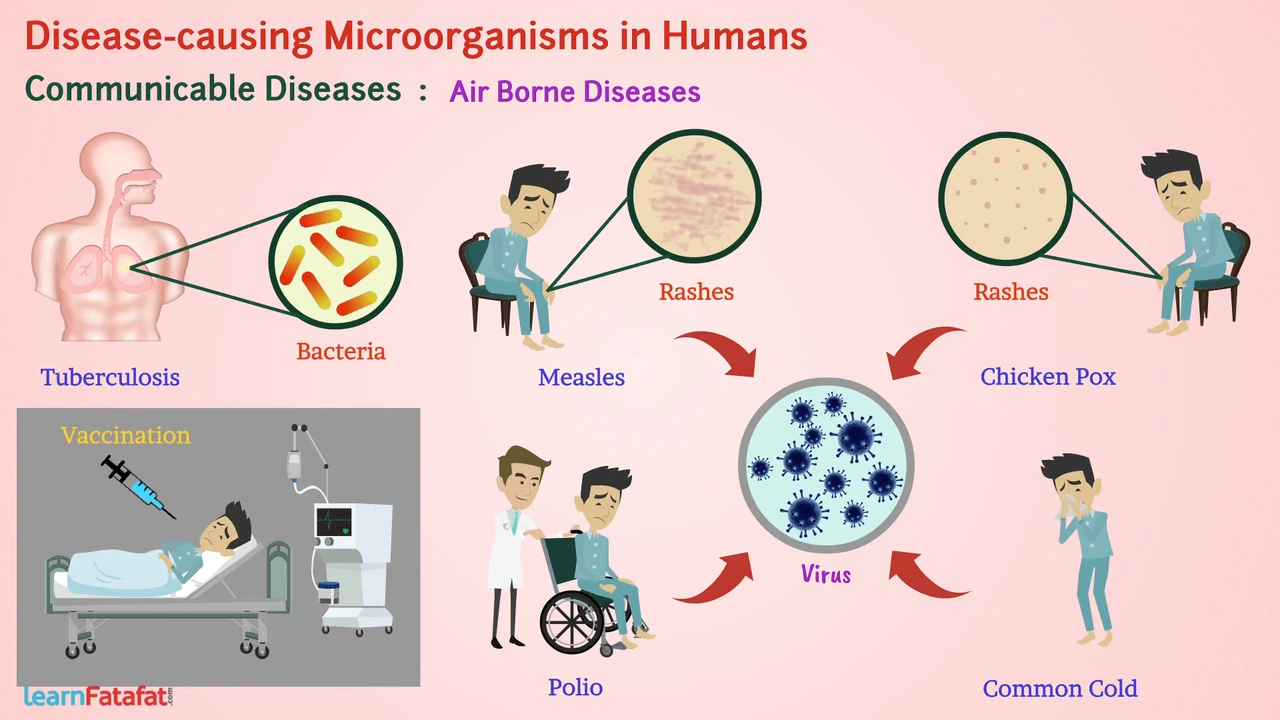 Disease-causing Microorganisms in Humans
Communicable Diseases : Air Borne Diseases
Bacteria
Tuberculosis
Rashes
Measles
Rashes
Chicken Pox
Vaccination
Virus
Polio
Common Cold
learnFatafat.com